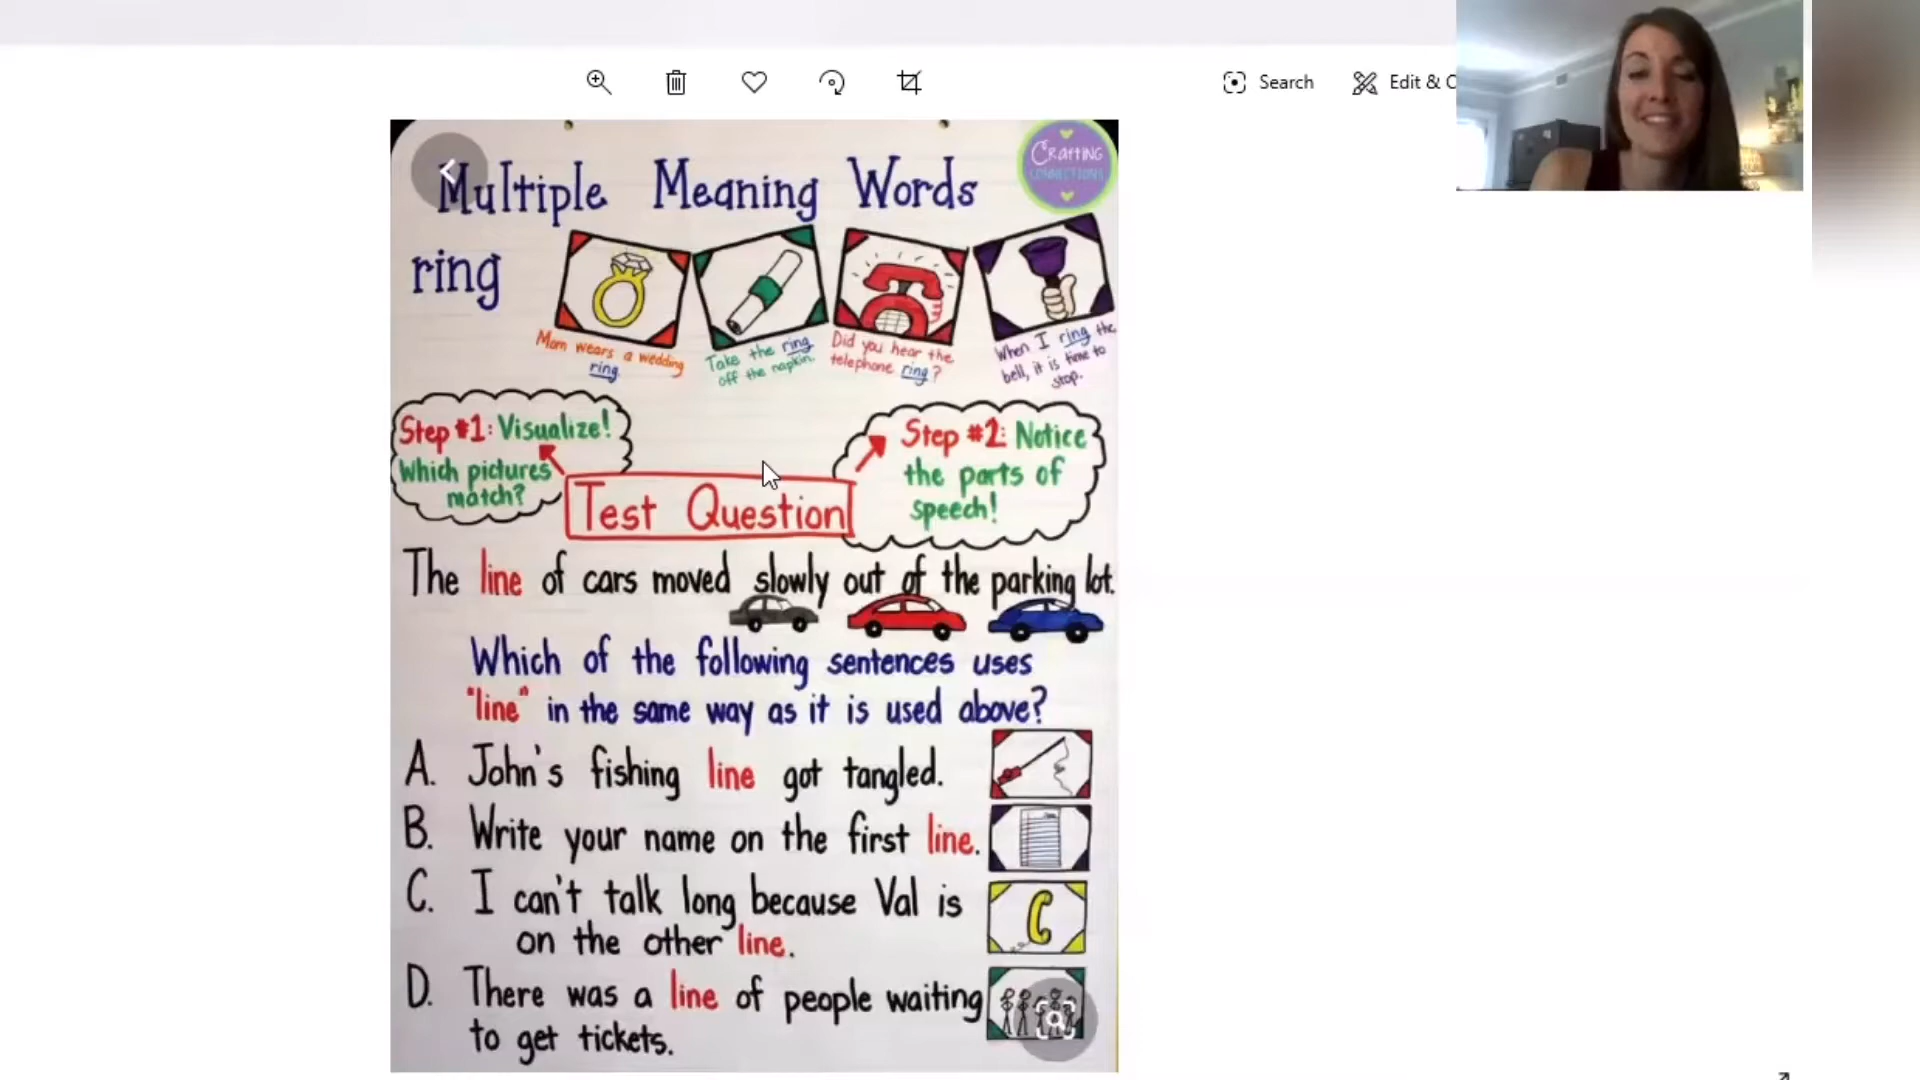 Search
Edit & C
Crafting
CONNECTIONS
Multiple Meaning Words
ring
Mom wears a wedding
ring.
Take the ring
off the napkin.
Did you hear the
telephone ring?
When I ring the
bell, it is time to
stop.
Step #1: Visualize!
Which pictures
match?
Step #2: Notice
the parts of
speech!
Test Question
The line of cars moved slowly out of the parking lot.
Which of the following sentences uses
"line" in the same way as it is used above?
A. John's fishing line got tangled.
B. Write your name on the first line.
C. I can't talk long because Val is
on the other line.
D. There was a line of people waiting
to get tickets.